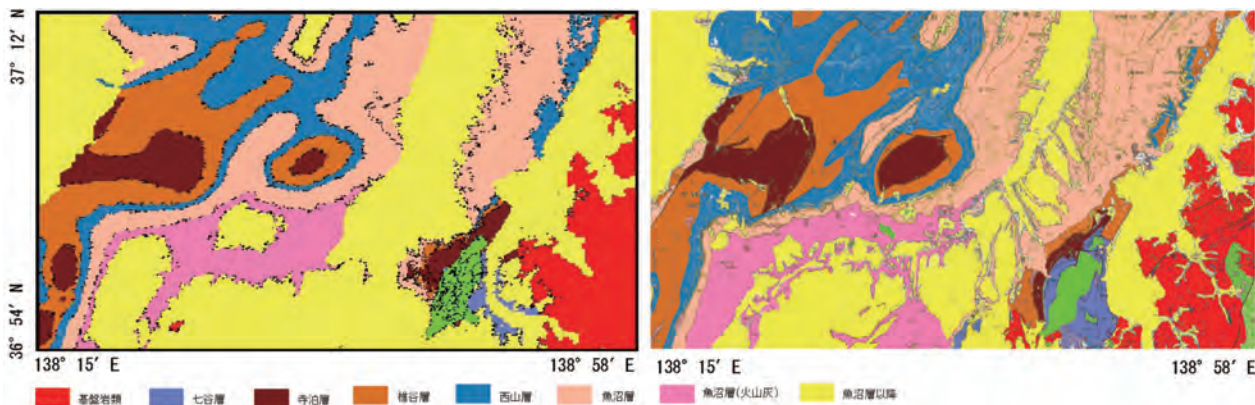 37° 12′ N
36° 54′ N
138° 15′ E
138° 58′ E
138° 15′ E
138° 58′ E
基盤岩類
七谷層
寺泊層
椎谷層
西山層
魚沼層
魚沼層(火山灰)
魚沼層以降